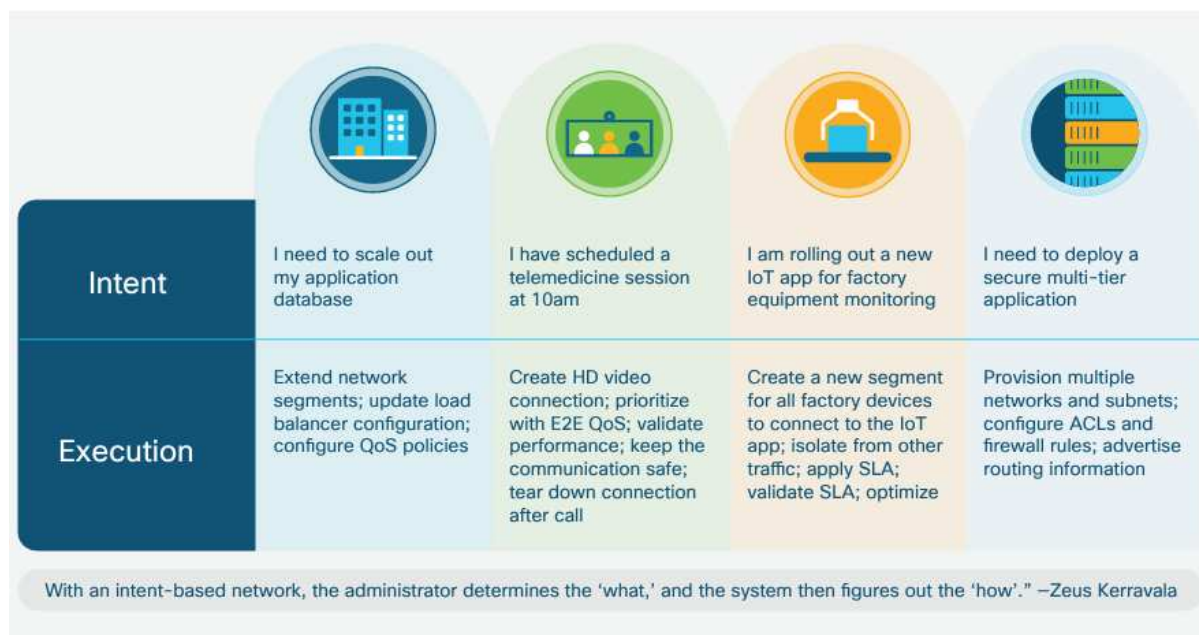 Intent
I need to scale out
my application
database
I have scheduled a
telemedicine session
at 10am
I am rolling out a new
IoT app for factory
equipment monitoring
I need to deploy a
secure multi-tier
application
Execution
Extend network
segments; update load
balancer configuration;
configure QoS policies
Create HD video
connection; prioritize
with E2E QoS; validate
performance; keep the
communication safe;
tear down connection
after call
Create a new segment
for all factory devices
to connect to the IoT
app; isolate from other
traffic; apply SLA;
validate SLA; optimize
Provision multiple
networks and subnets;
configure ACLs and
firewall rules; advertise
routing information
With an intent-based network, the administrator determines the ‘what,’ and the system then figures out the ‘how’.” —Zeus Kerravala